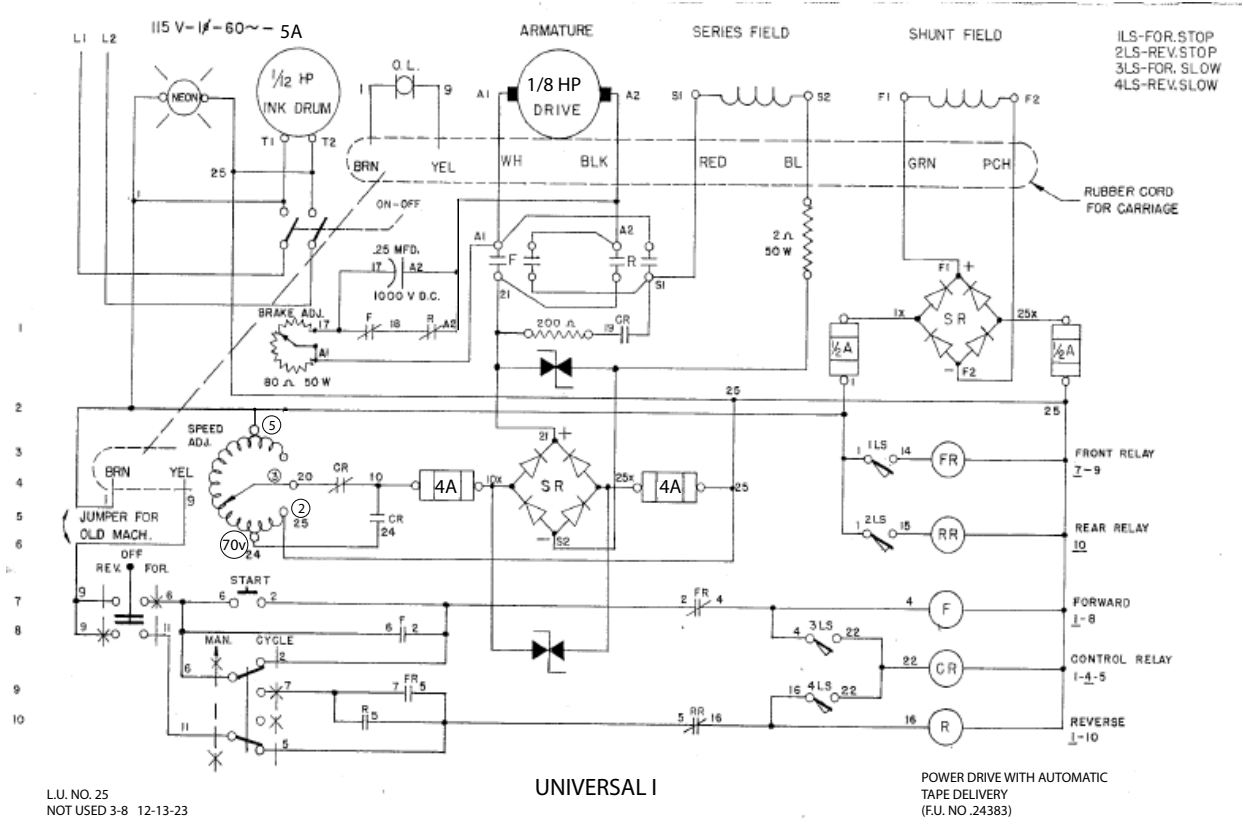 115 V-1ø-60~- 5A
ARMATURE
SERIES FIELD
SHUNT FIELD
1LS-FOR.STOP
2LS-REV.STOP
3LS-FOR. SLOW
4LS-REV.SLOW
L1 L2
NEON
1/12 HP
INK DRUM
T1 T2
O.L.
1 9
1/8 HP
DRIVE
A1 A2
S1 S2
F1 F2
BRN YEL
WH BLK
RED BL
GRN PCH
RUBBER CORD
FOR CARRIAGE
25
1
ON-OFF
.25 MFD.
17 A2
1000 V D.C.
A1 A2
F R
21 S1
2Ω
50 W
BRAKE ADJ.
17 F 18 R A2
A1
80 Ω 50 W
200 Ω 19 CR
F1 +
1X SR 25X
- F2
1/2 A 1/2 A
1 25
1
2
25
SPEED
ADJ.
5
3
3 20 CR 10
4
4A 10X
21 +
SR
- S2
25X 4A 25
2
25
CR
24
70v 24
BRN YEL
1 9
JUMPER FOR
OLD MACH.
5
6
1 1LS 14 FR
FRONT RELAY
7-9
1 2LS 15 RR
REAR RELAY
10
OFF
REV. FOR.
START
7
9 6 6 2
2 FR 4
4 F
FORWARD
1-8
8
9 11
6 F 2
MAN. CYCLE
2
6
4 3LS 22
22 CR
CONTROL RELAY
1-4-5
9
7 7 FR 5
16 4LS 22
10
R 5
11
5
5 RR 16
16 R
REVERSE
1-10
L.U. NO. 25
NOT USED 3-8 12-13-23
UNIVERSAL I
POWER DRIVE WITH AUTOMATIC
TAPE DELIVERY
(F.U. NO .24383)